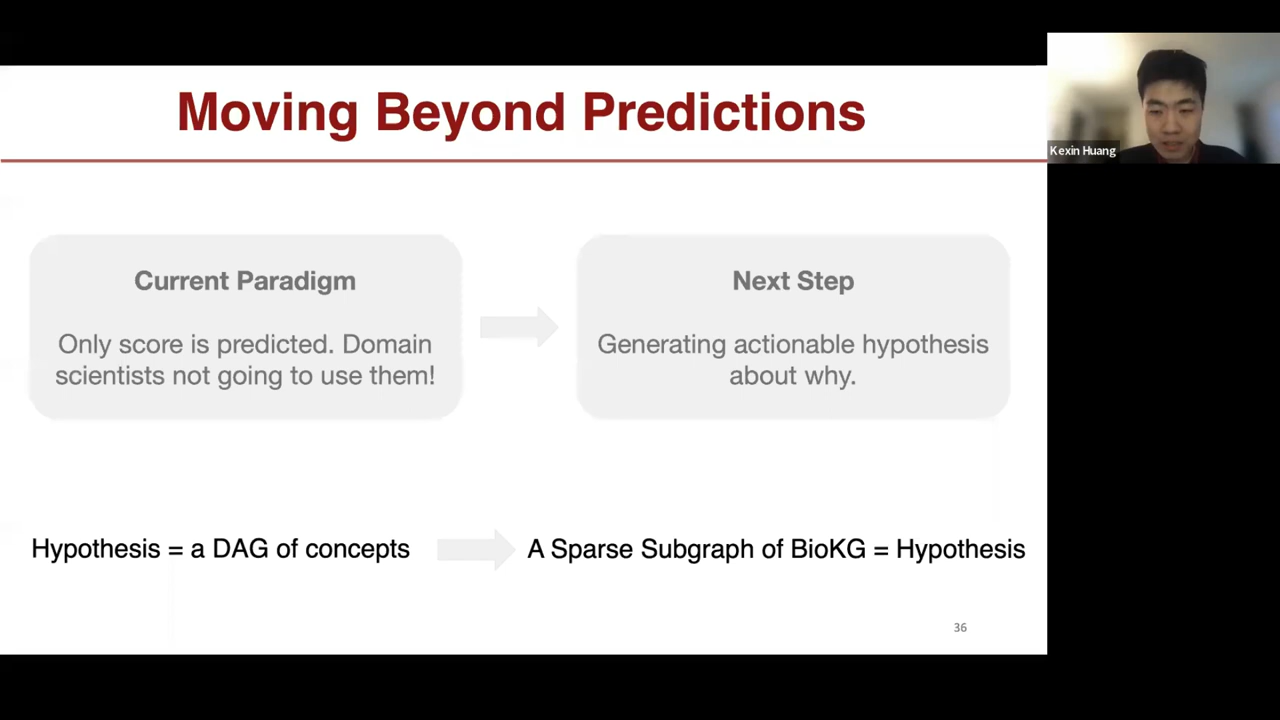 Moving Beyond Predictions
Kexin Huang
Current Paradigm
Only score is predicted. Domain
scientists not going to use them!
Next Step
Generating actionable hypothesis
about why.
Hypothesis = a DAG of concepts
A Sparse Subgraph of BioKG = Hypothesis
36